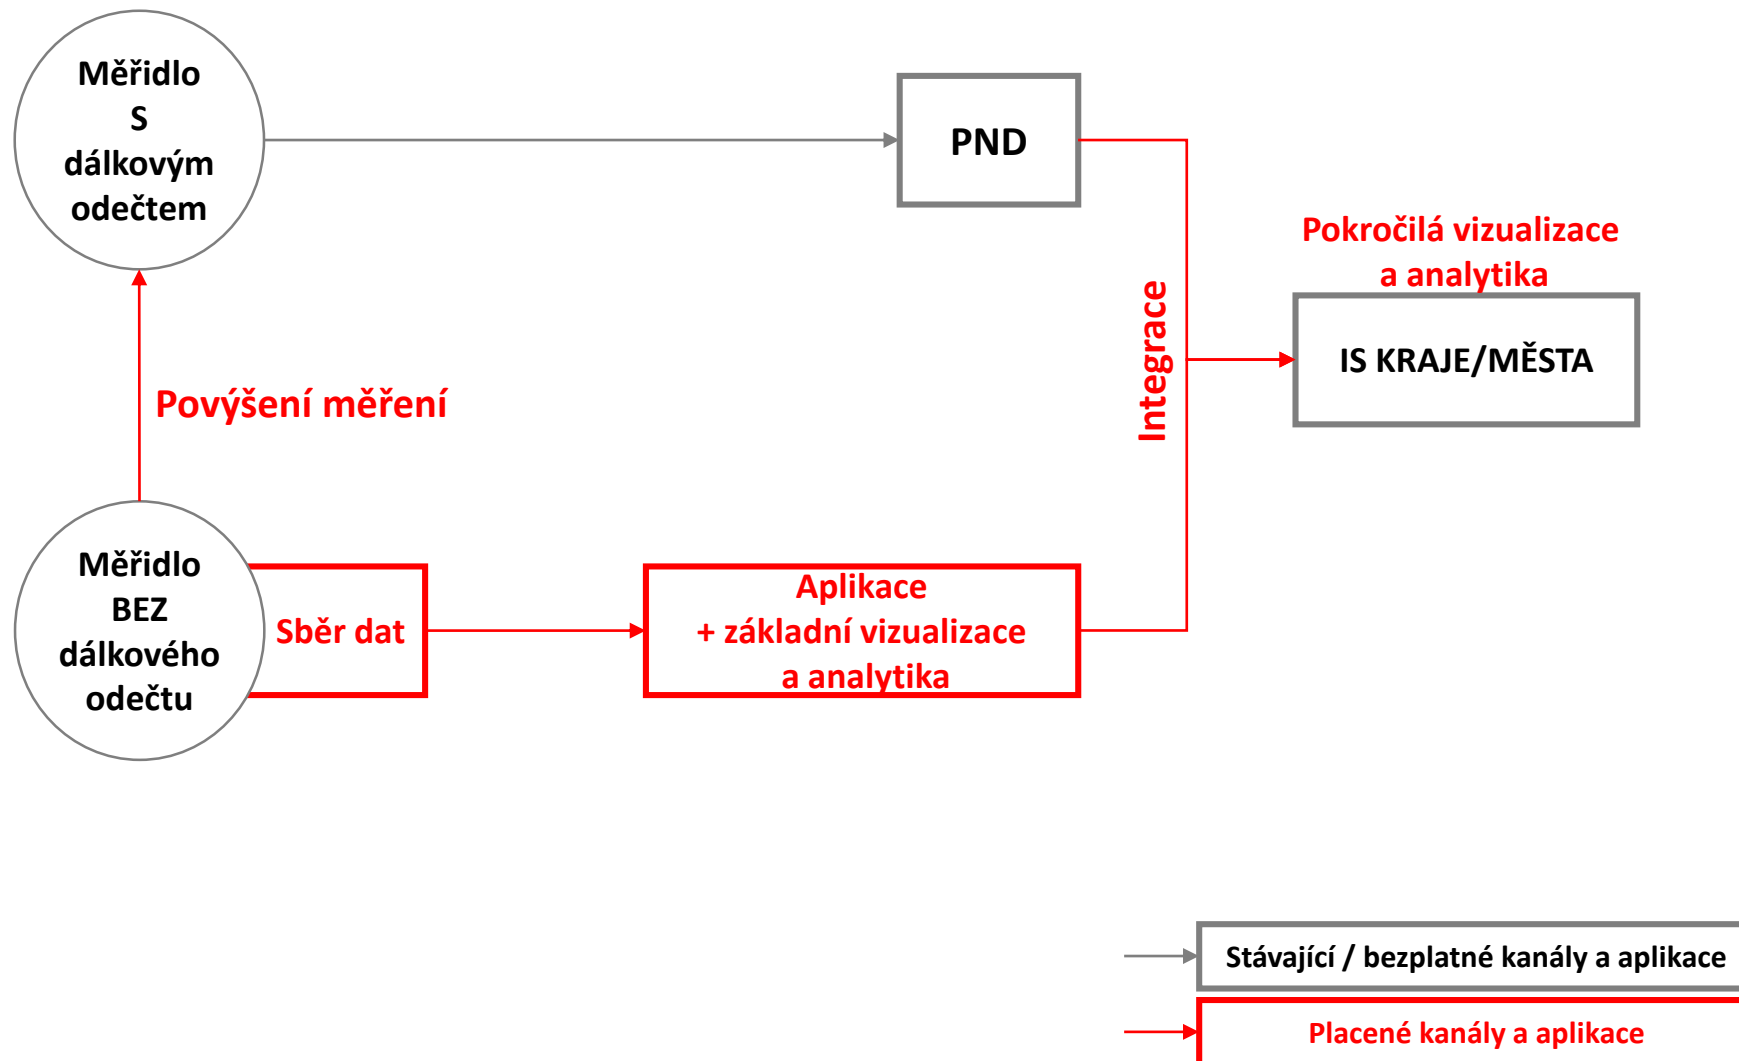 Měřidlo
S
dálkovým
odečtem
PND
Pokročilá vizualizace
a analytika
IS KRAJE/MĚSTA
Integrace
Povýšení měření
Měřidlo
BEZ
dálkového
odečtu
Sběr dat
Aplikace
+ základní vizualizace
a analytika
Stávající / bezplatné kanály a aplikace
Placené kanály a aplikace